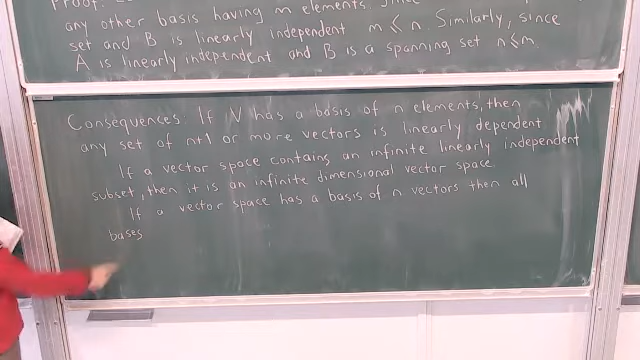 Proof:
any other basis having m elements. Since
set and B is linearly independent m ≤ n. Similarly, since
A is linearly independent and B is a spanning set n ≤ m.
Consequences: If V has a basis of n elements, then
any set of n+1 or more vectors is linearly dependent
If a vector space contains an infinite linearly independent
subset, then it is an infinite dimensional vector space
If a vector space has a basis of n vectors then all
bases